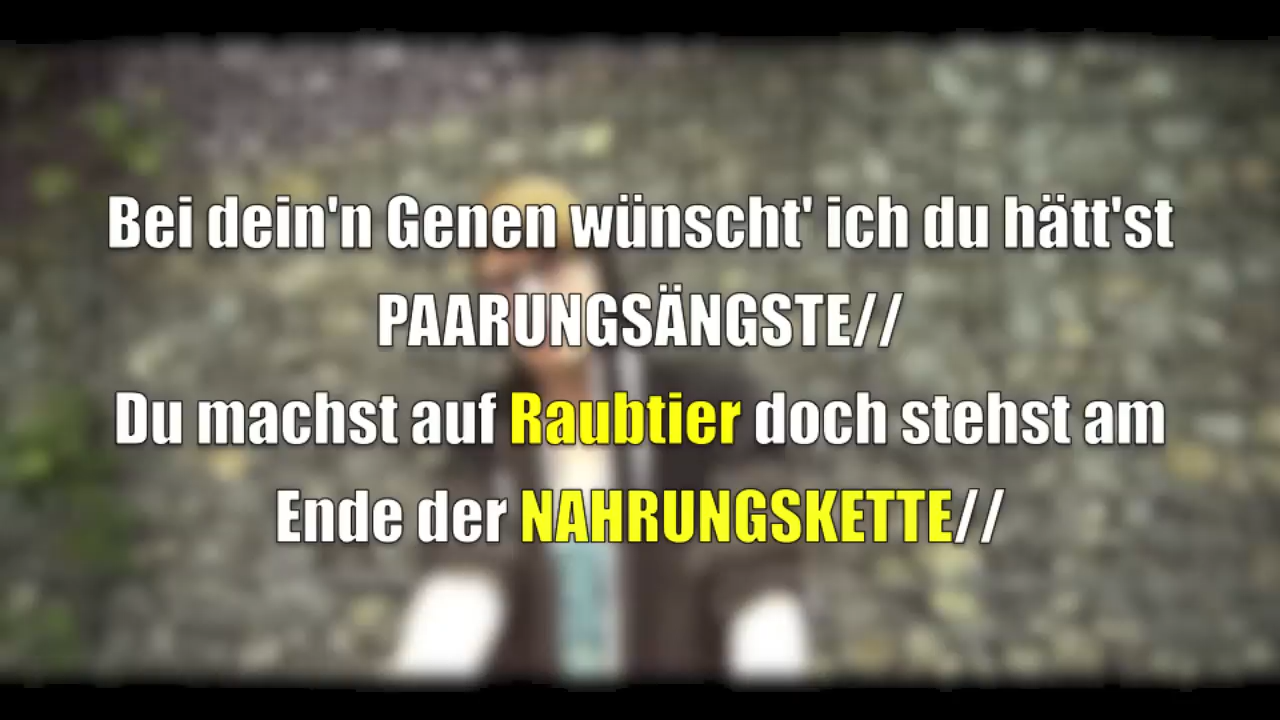 Bei dein'n Genen wünscht' ich du hätt'st
PAARUNGSÄNGSTE//
Du machst auf Raubtier doch stehst am
Ende der NAHRUNGSKETTE//